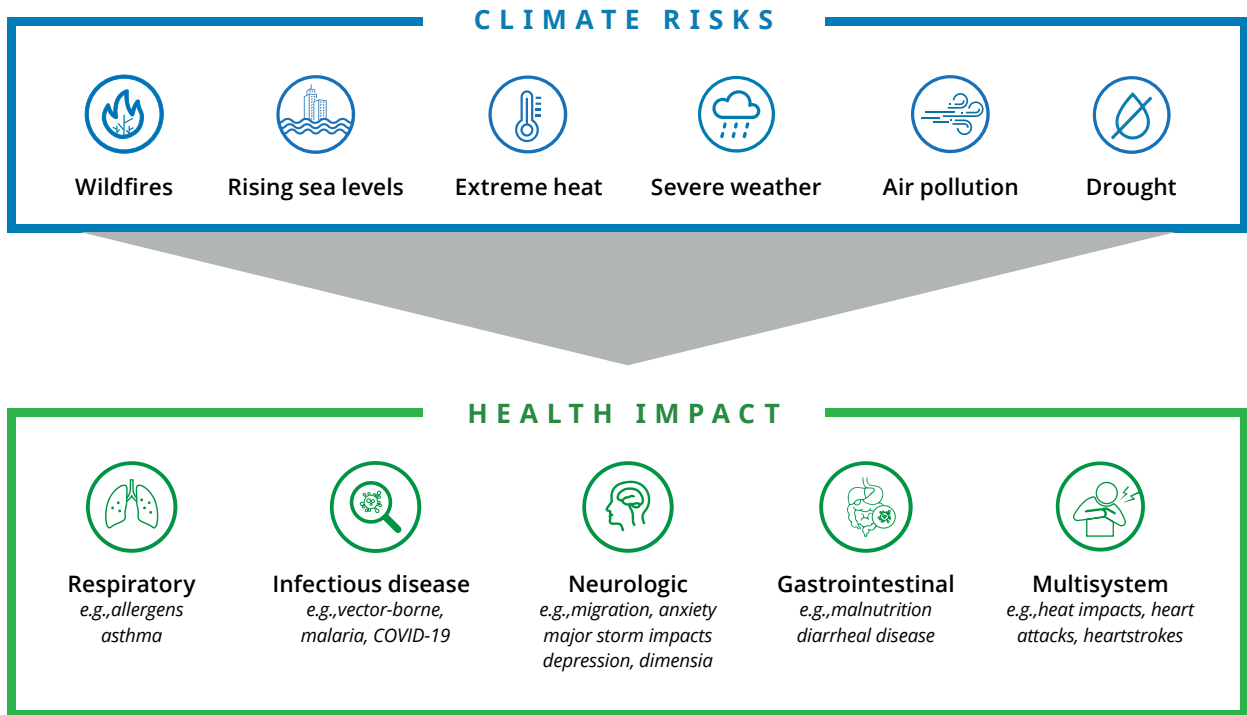 CLIMATE RISKS
Wildfires
Rising sea levels
Extreme heat
Severe weather
Air pollution
Drought
HEALTH IMPACT
Respiratory
e.g.,allergens
asthma
Infectious disease
e.g.,vector-borne,
malaria, COVID-19
Neurologic
e.g.,migration, anxiety
major storm impacts
depression, dimensia
Gastrointestinal
e.g.,malnutrition
diarrheal disease
Multisystem
e.g.,heat impacts, heart
attacks, heartstrokes